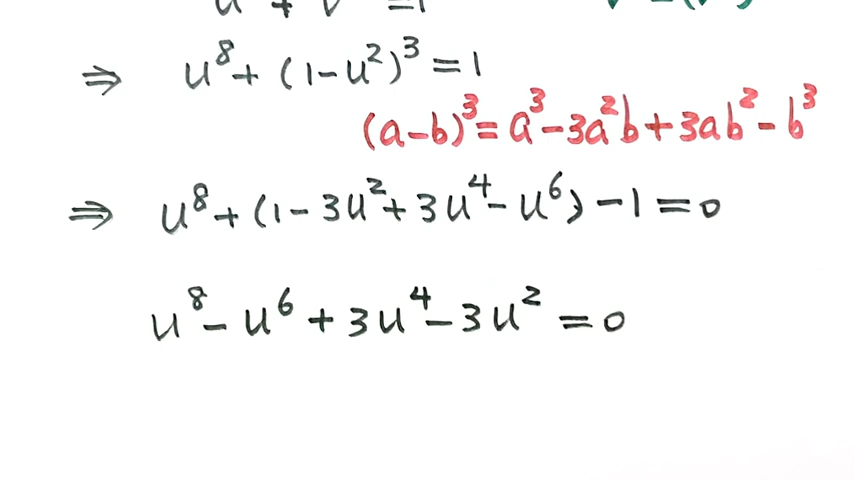 ⇒ u⁸ + (1-u²)³ = 1
(a-b)³ = a³ - 3a²b + 3ab² - b³
⇒ u⁸ + (1 - 3u² + 3u⁴ - u⁶) - 1 = 0
u⁸ - u⁶ + 3u⁴ - 3u² = 0